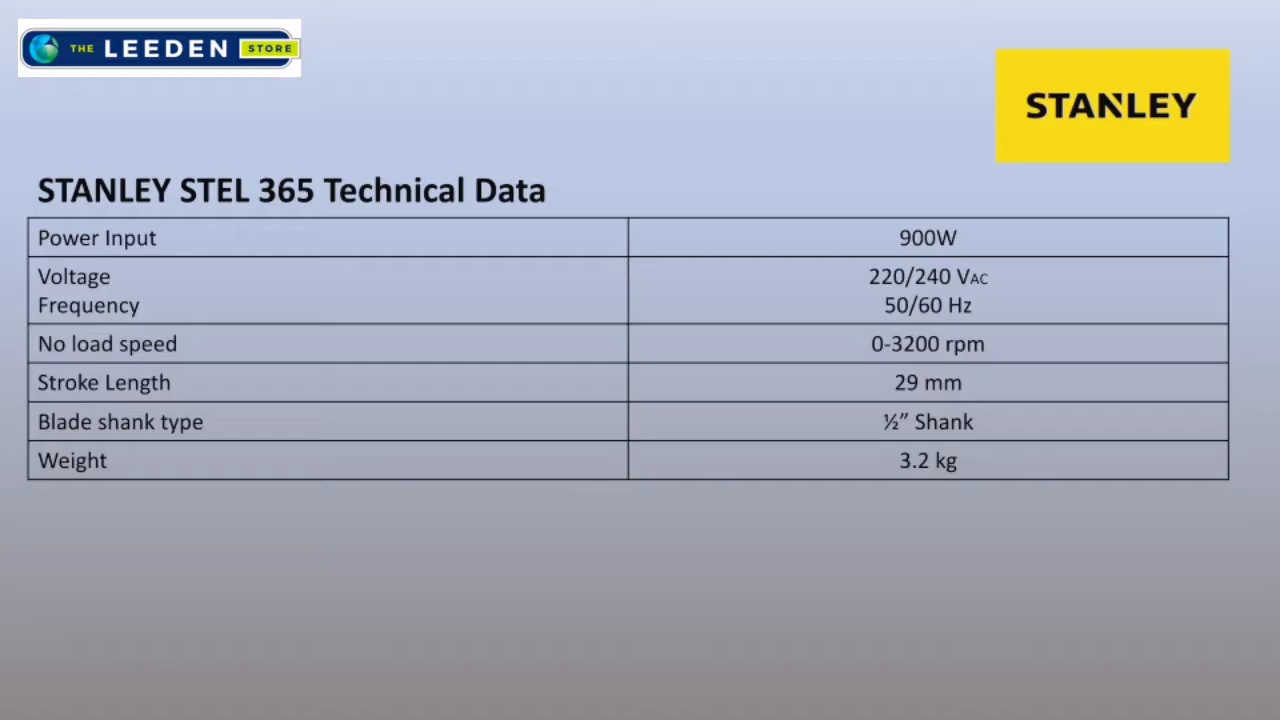 THE LEEDEN STORE
STANLEY
STANLEY STEL 365 Technical Data
Power Input 900W
Voltage 220/240 VAC
Frequency 50/60 Hz
No load speed 0-3200 rpm
Stroke Length 29 mm
Blade shank type ½” Shank
Weight 3.2 kg